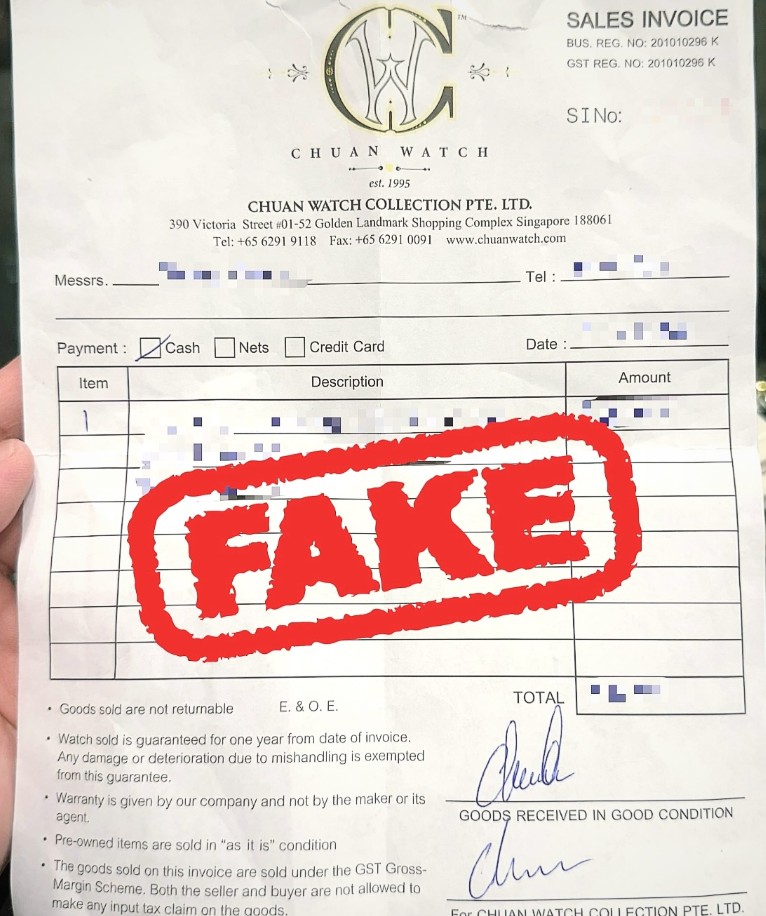 TM
SALES INVOICE
BUS. REG. NO: 201010296 K
GST REG. NO: 201010296 K
SI No:
CW
CHUAN WATCH
est. 1995
CHUAN WATCH COLLECTION PTE. LTD.
390 Victoria Street #01-52 Golden Landmark Shopping Complex Singapore 188061
Tel: +65 6291 9118 Fax: +65 6291 0091 www.chuanwatch.com
Messrs. Tel :
Payment : Cash Nets Credit Card Date :
Item Description Amount
1
FAKE
TOTAL
• Goods sold are not returnable E. & O. E.
• Watch sold is guaranteed for one year from date of invoice.
Any damage or deterioration due to mishandling is exempted
from this guarantee.
• Warranty is given by our company and not by the maker or its
agent.
GOODS RECEIVED IN GOOD CONDITION
• Pre-owned items are sold in "as it is" condition
• The goods sold on this invoice are sold under the GST Gross-
Margin Scheme. Both the seller and buyer are not allowed to
make any input tax claim on the goods.
For CHUAN WATCH COLLECTION PTE. LTD.